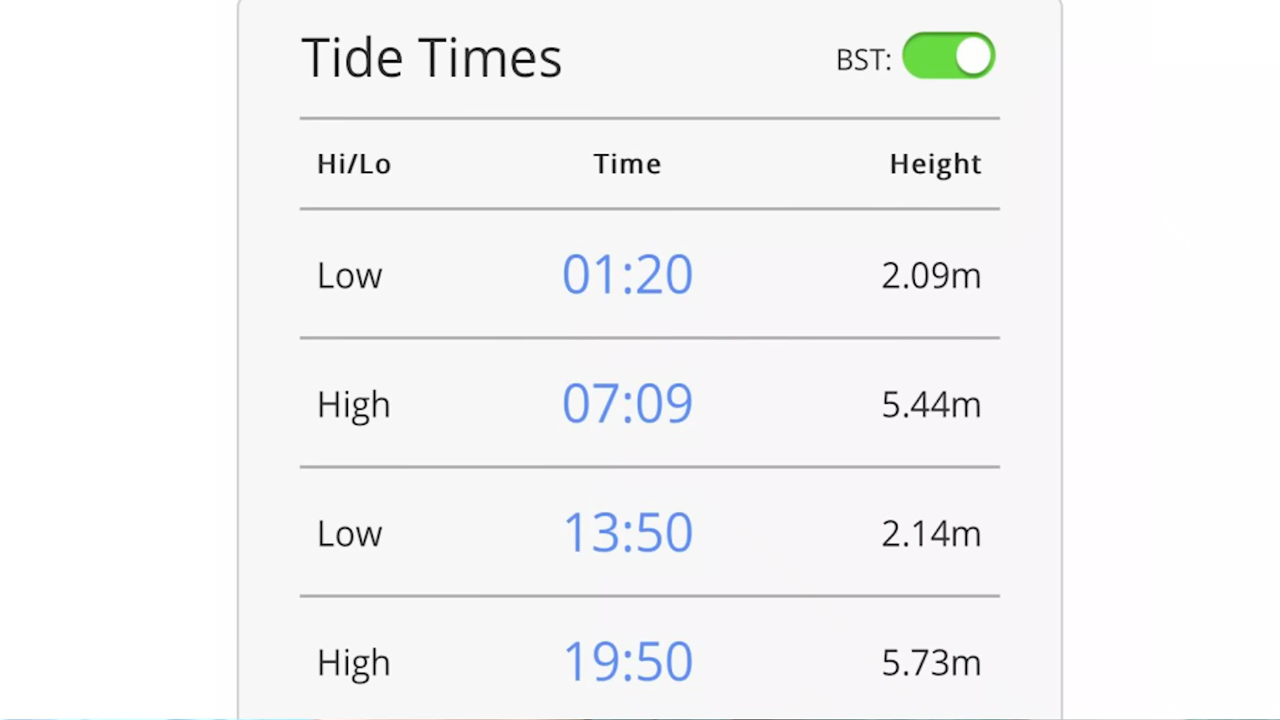 Tide Times BST:
Hi/Lo Time Height
Low 01:20 2.09m
High 07:09 5.44m
Low 13:50 2.14m
High 19:50 5.73m